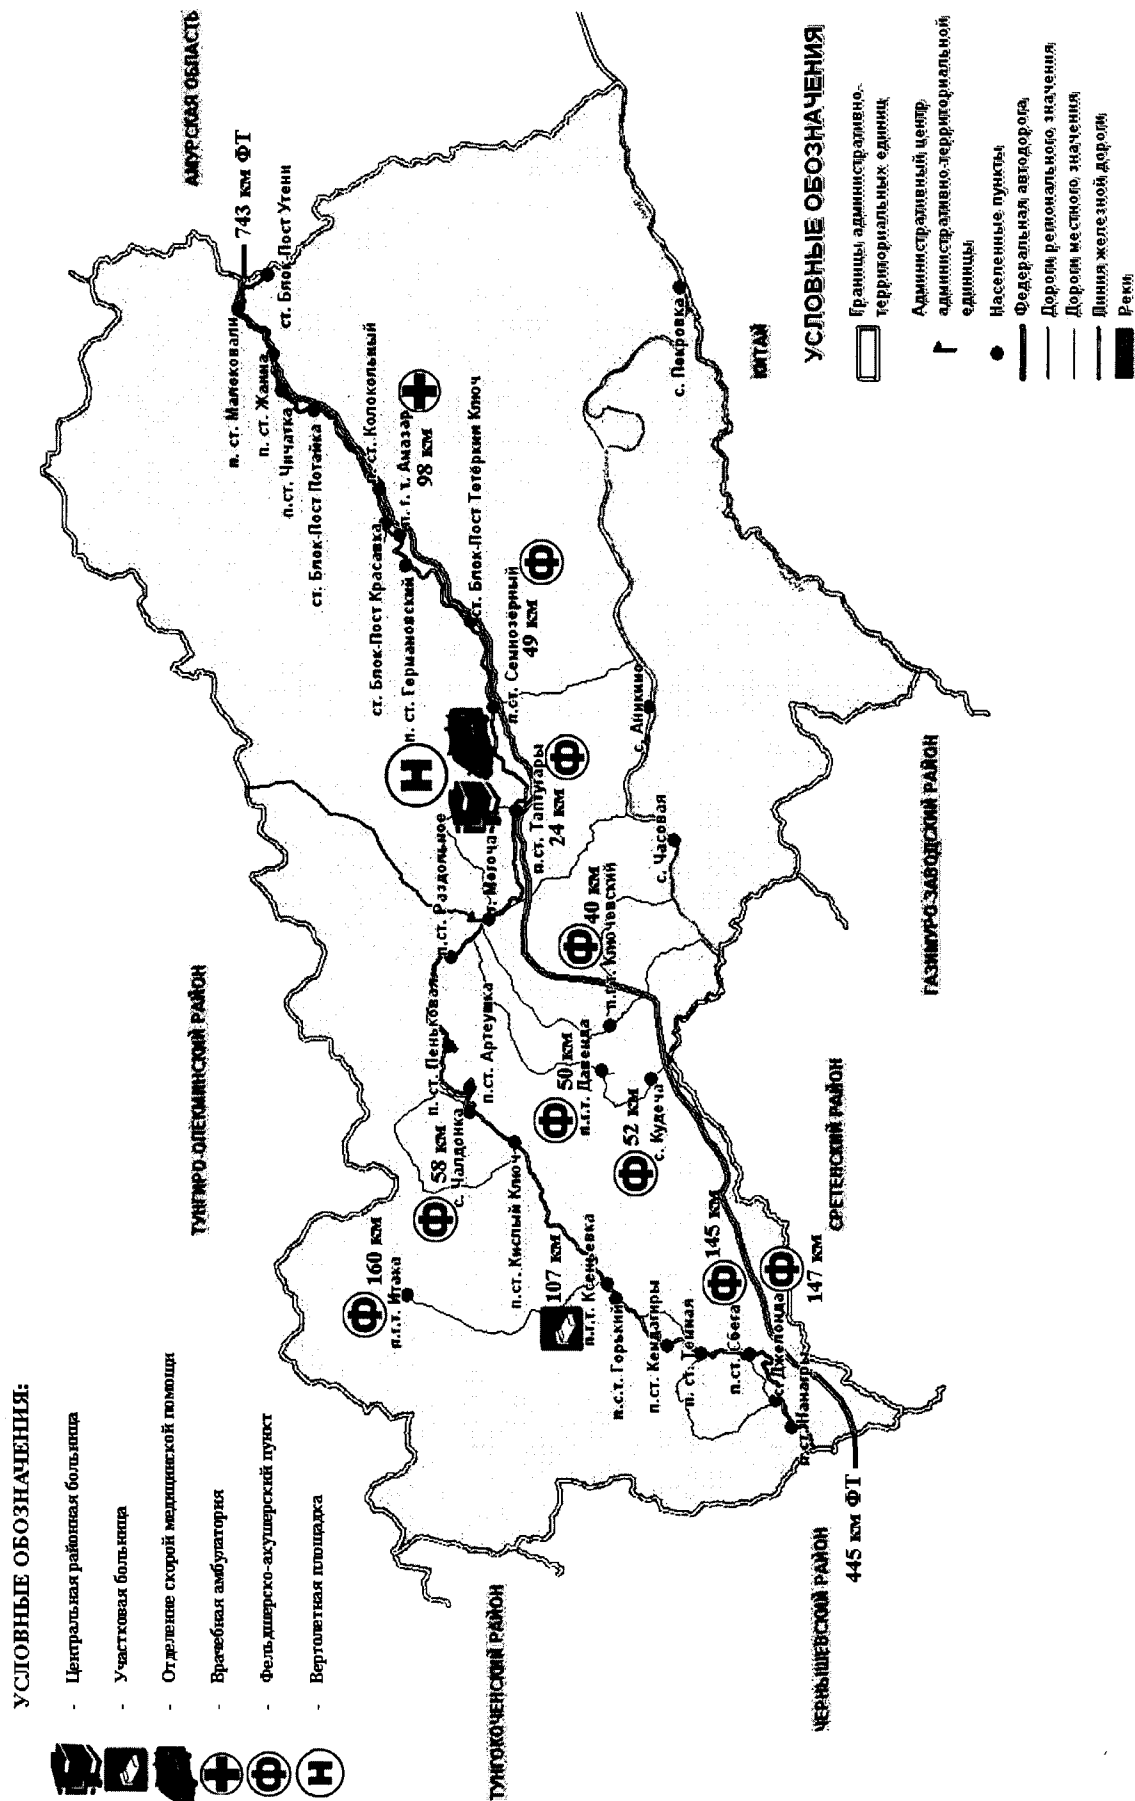 УСЛОВНЫЕ ОБОЗНАЧЕНИЯ:
- Центральная районная больница
- Участковая больница
- Отделение скорой медицинской помощи
- Врачебная амбулатория
Ф - Фельдшерско-акушерский пункт
Н - Вертолетная площадка
ТУНГИРО-ОЛЕКМИНСКИЙ РАЙОН
АМУРСКАЯ ОБЛАСТЬ
743 км ФТ
ст. Блок-Пост Утени
п. ст. Малоковали
п. ст. Жанна
п.ст. Чичатка
ст. Блок-Пост Потайка
п.ст. Колокольный
п. г. т. Амазар
98 км
ст. Блок-Пост Красавка
п. ст. Германовский
ст. Блок-Пост Тетёркин Ключ
п.ст. Семиозёрный
49 км
Ф
Н
п.ст. Таптугары
24 км
Ф
п.ст. Раздольное
г. Могоча
п. ст. Пеньковая
п.ст. Артеушка
58 км
Ф
с. Чалдонка
160 км
Ф
п.г.т. Итака
п.ст. Кислый Ключ
107 км
п.г.т. Ксеньевка
п.с.т. Горький
п.ст. Кендагиры
п. ст. Темная
п.ст. Сбега
145 км
Ф
с. Джелонда
Ф
147 км
п.ст. Нанагры
445 км ФТ
40 км
Ф
п.г.т. Ключевский
50 км
Ф
п.г.т. Давенда
52 км
Ф
с. Кудеча
с. Часовая
с. Аникино
с. Покровка
КИТАЙ
ГАЗИМУРО-ЗАВОДСКИЙ РАЙОН
СРЕТЕНСКИЙ РАЙОН
ЧЕРНЫШЕВСКИЙ РАЙОН
ТУНГОКОЧЕНСКИЙ РАЙОН
УСЛОВНЫЕ ОБОЗНАЧЕНИЯ
Границы административно-
территориальных единиц
Административный центр
административно-территориальной
единицы
Населенные пункты
Федеральная автодорога
Дороги регионального значения
Дороги местного значения
Линия железной дороги
Реки